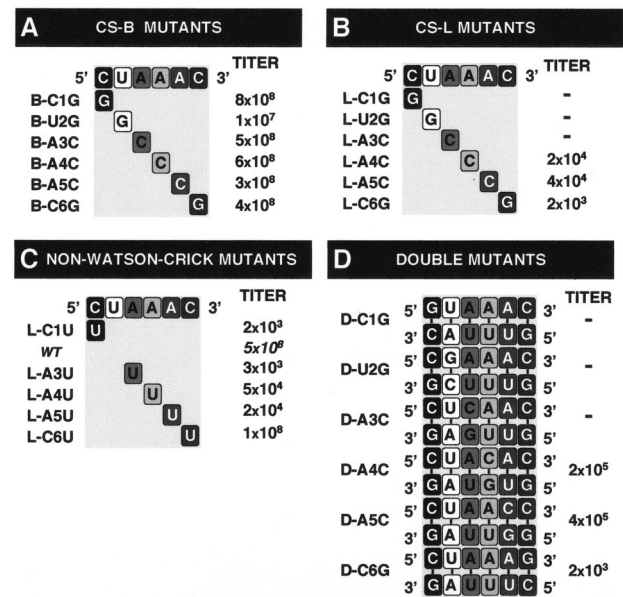 A CS-B MUTANTS
TITER
5' C U A A A C 3'
B-C1G G 8x10⁸
B-U2G G 1x10⁷
B-A3C C 5x10⁸
B-A4C C 6x10⁸
B-A5C C 3x10⁸
B-C6G G 4x10⁸
B CS-L MUTANTS
TITER
5' C U A A A C 3'
L-C1G G -
L-U2G G -
L-A3C C -
L-A4C C 2x10⁴
L-A5C C 4x10⁴
L-C6G G 2x10³
C NON-WATSON-CRICK MUTANTS
TITER
5' C U A A A C 3'
L-C1U U 2x10³
WT 5x10⁸
L-A3U U 3x10³
L-A4U U 5x10⁴
L-A5U U 2x10⁴
L-C6U U 1x10⁸
D DOUBLE MUTANTS
TITER
5' G U A A A C 3'
D-C1G -
3' C A U U U G 5'
5' C G A A A C 3'
D-U2G -
3' G C U U U G 5'
5' C U C A A C 3'
D-A3C -
3' G A G U U G 5'
5' C U A C A C 3'
D-A4C 2x10⁵
3' G A U G U G 5'
5' C U A A C C 3'
D-A5C 4x10⁵
3' G A U U G G 5'
5' C U A A A G 3'
D-C6G 2x10³
3' G A U U U C 5'